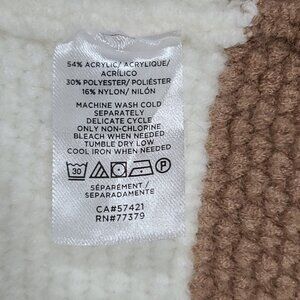 54% ACRYLIC/ ACRYLIQUE/
ACRÍLICO
30% POLYESTER/ POLIÉSTER
16% NYLON/ NILÓN
MACHINE WASH COLD
SEPARATELY
DELICATE CYCLE
ONLY NON-CHLORINE
BLEACH WHEN NEEDED
TUMBLE DRY LOW
COOL IRON WHEN NEEDED
30
SÉPARÉMENT /
SEPARADAMENTE
CA#57421
RN#77379